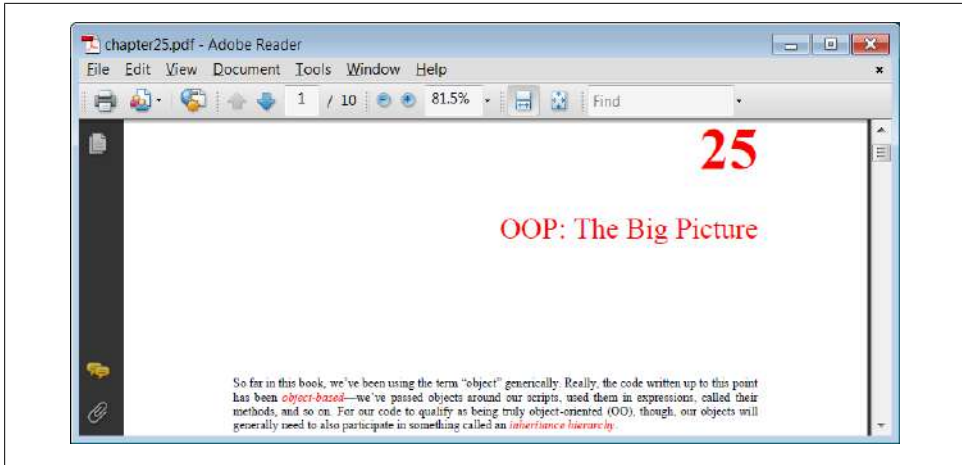 chapter25.pdf - Adobe Reader
File Edit View Document Tools Window Help
1 / 10 81.5% Find
25
OOP: The Big Picture
So far in this book, we’ve been using the term “object” generically. Really, the code written up to this point
has been object-based—we’ve passed objects around our scripts, used them in expressions, called their
methods, and so on. For our code to qualify as being truly object-oriented (OO), though, our objects will
generally need to also participate in something called an inheritance hierarchy.